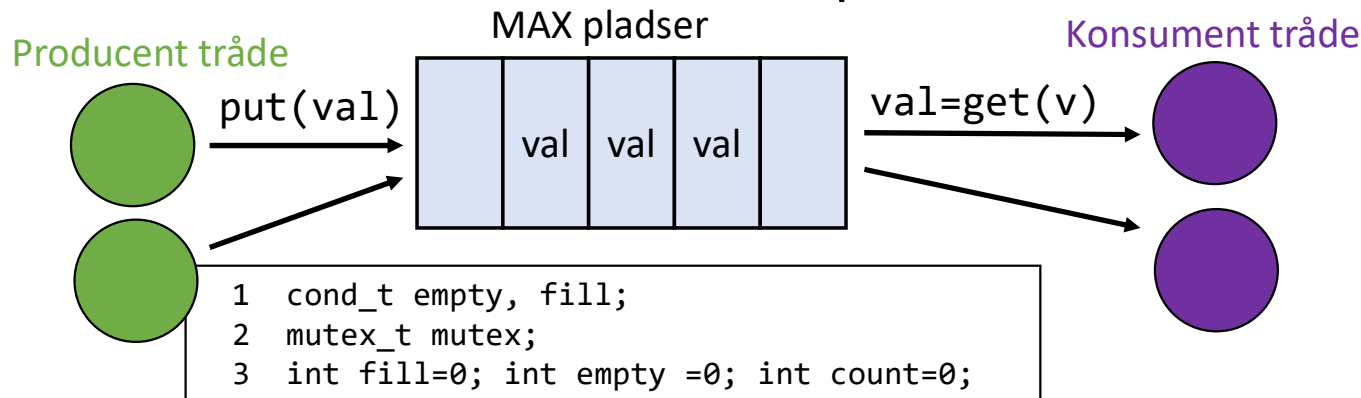 MAX pladser
Producent tråde
Konsument tråde
put(val)
val=get(v)
val val val
1 cond_t empty, fill;
2 mutex_t mutex;
3 int fill=0; int empty =0; int count=0;